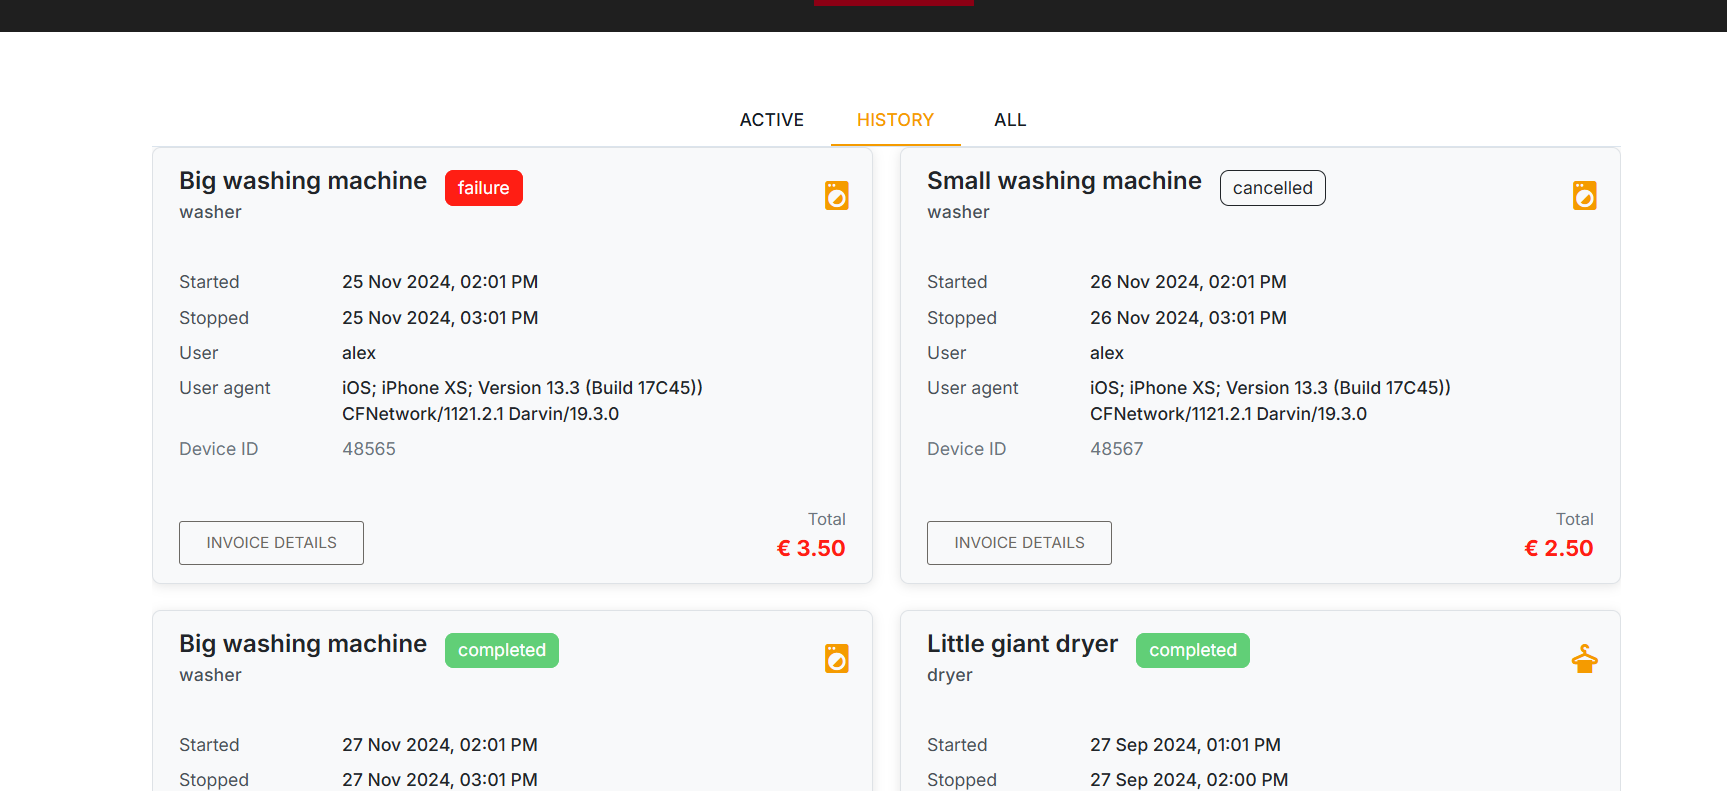 ACTIVE HISTORY ALL
Big washing machine failure
washer
Started 25 Nov 2024, 02:01 PM
Stopped 25 Nov 2024, 03:01 PM
User alex
User agent iOS; iPhone XS; Version 13.3 (Build 17C45))
CFNetwork/1121.2.1 Darvin/19.3.0
Device ID 48565
Total
INVOICE DETAILS € 3.50
Small washing machine cancelled
washer
Started 26 Nov 2024, 02:01 PM
Stopped 26 Nov 2024, 03:01 PM
User alex
User agent iOS; iPhone XS; Version 13.3 (Build 17C45))
CFNetwork/1121.2.1 Darvin/19.3.0
Device ID 48567
Total
INVOICE DETAILS € 2.50
Big washing machine completed
washer
Started 27 Nov 2024, 02:01 PM
Stopped 27 Nov 2024, 03:01 PM
Little giant dryer completed
dryer
Started 27 Sep 2024, 01:01 PM
Stopped 27 Sep 2024, 02:00 PM